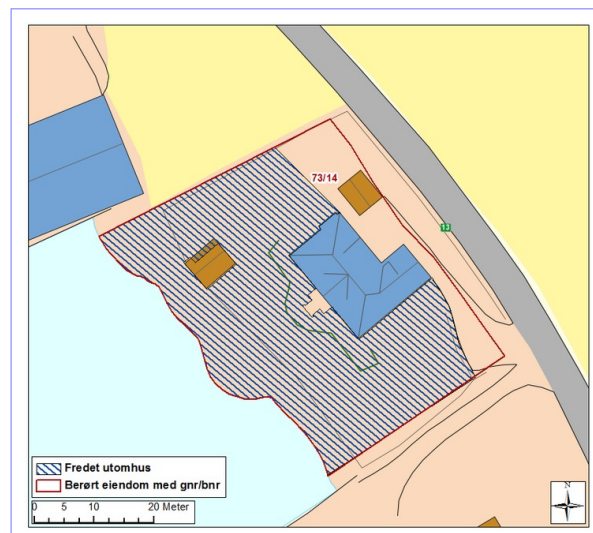 73/14
13
Fredet utomhus
Berørt eiendom med gnr/bnr
0 5 10 20 Meter
N